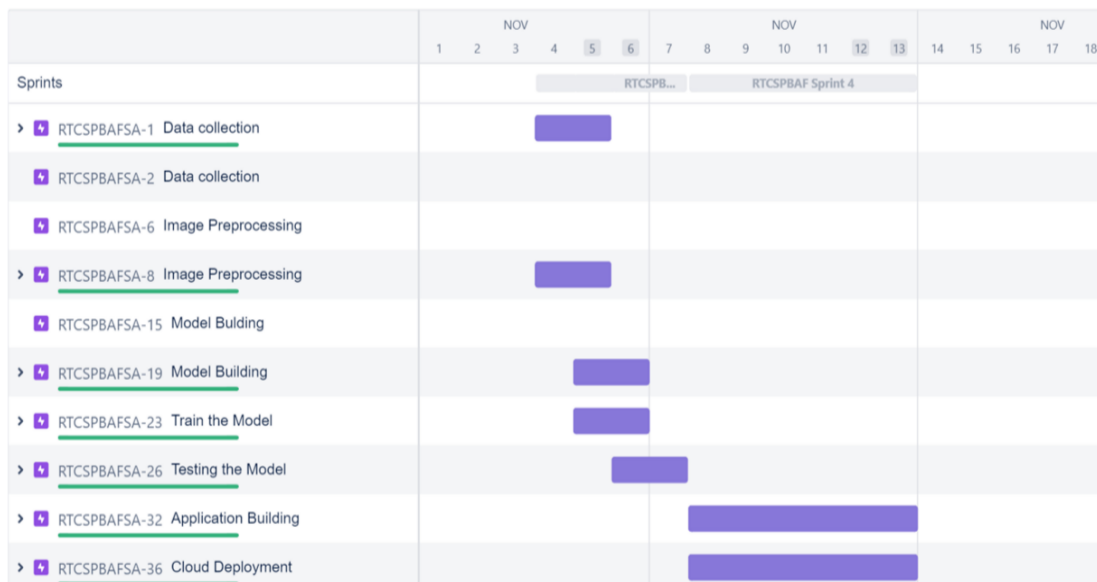 NOV NOV NOV
1 2 3 4 5 6 7 8 9 10 11 12 13 14 15 16 17 18
Sprints RTCSPB... RTCSPBAF Sprint 4
RTCSPBAFSA-1 Data collection
RTCSPBAFSA-2 Data collection
RTCSPBAFSA-6 Image Preprocessing
RTCSPBAFSA-8 Image Preprocessing
RTCSPBAFSA-15 Model Bulding
RTCSPBAFSA-19 Model Building
RTCSPBAFSA-23 Train the Model
RTCSPBAFSA-26 Testing the Model
RTCSPBAFSA-32 Application Building
RTCSPBAFSA-36 Cloud Deployment